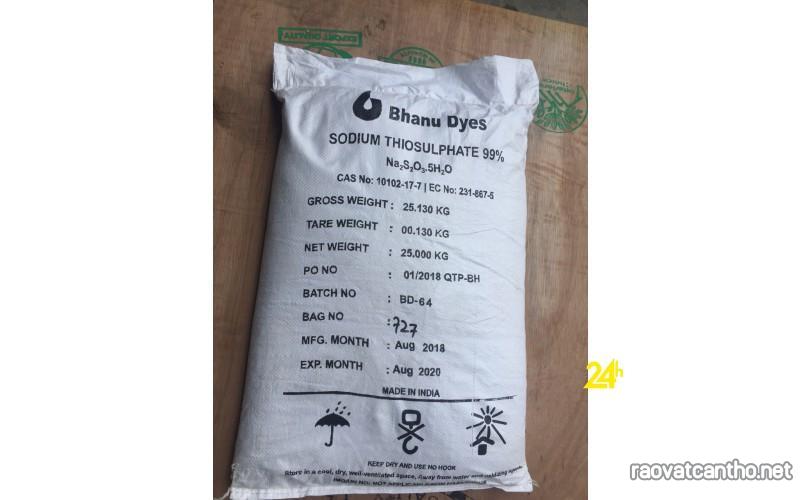 EXPORT QUALITY
Bhanu Dyes
SODIUM THIOSULPHATE 99%
Na₂S₂O₃.5H₂O
CAS No: 10102-17-7 | EC No: 231-867-5
GROSS WEIGHT : 25.130 KG
TARE WEIGHT : 00.130 KG
NET WEIGHT : 25.000 KG
PO NO : 01/2018 QTP-BH
BATCH NO : BD-64
BAG NO : 727
MFG. MONTH : Aug 2018
EXP. MONTH : Aug 2020
MADE IN INDIA
KEEP DRY AND USE NO HOOK
Store in a cool, dry, well-ventilated space, Away from water and oxidizing
24h
raovatcantho.net